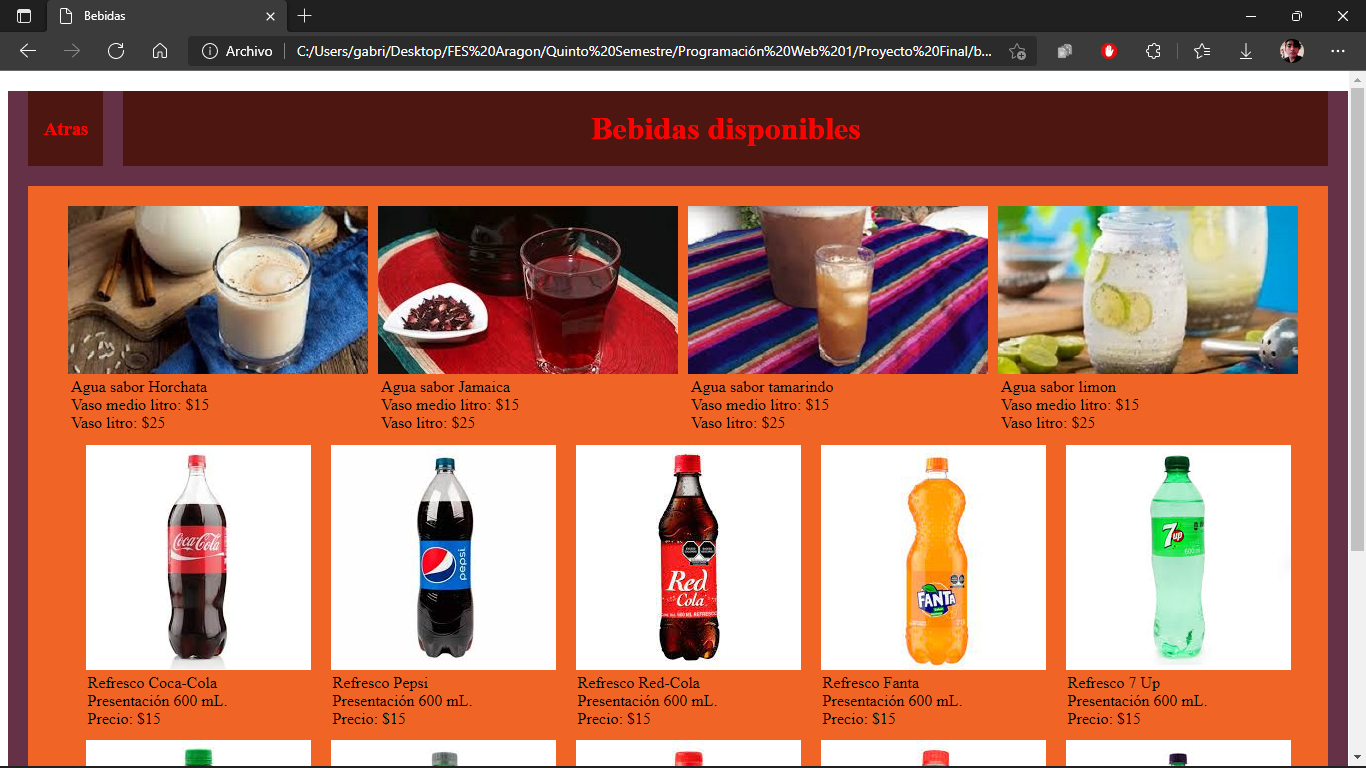 Bebidas
Archivo
C:/Users/gabri/Desktop/FES%20Aragon/Quinto%20Semestre/Programación%20Web%201/Proyecto%20Final/b...
Atras
Bebidas disponibles
Agua sabor Horchata
Vaso medio litro: $15
Vaso litro: $25
Agua sabor Jamaica
Vaso medio litro: $15
Vaso litro: $25
Agua sabor tamarindo
Vaso medio litro: $15
Vaso litro: $25
Agua sabor limon
Vaso medio litro: $15
Vaso litro: $25
Coca-Cola
pepsi
Red
Cola
FANTA
7up
600 ml
Refresco Coca-Cola
Presentación 600 mL.
Precio: $15
Refresco Pepsi
Presentación 600 mL.
Precio: $15
Refresco Red-Cola
Presentación 600 mL.
Precio: $15
Refresco Fanta
Presentación 600 mL.
Precio: $15
Refresco 7 Up
Presentación 600 mL.
Precio: $15